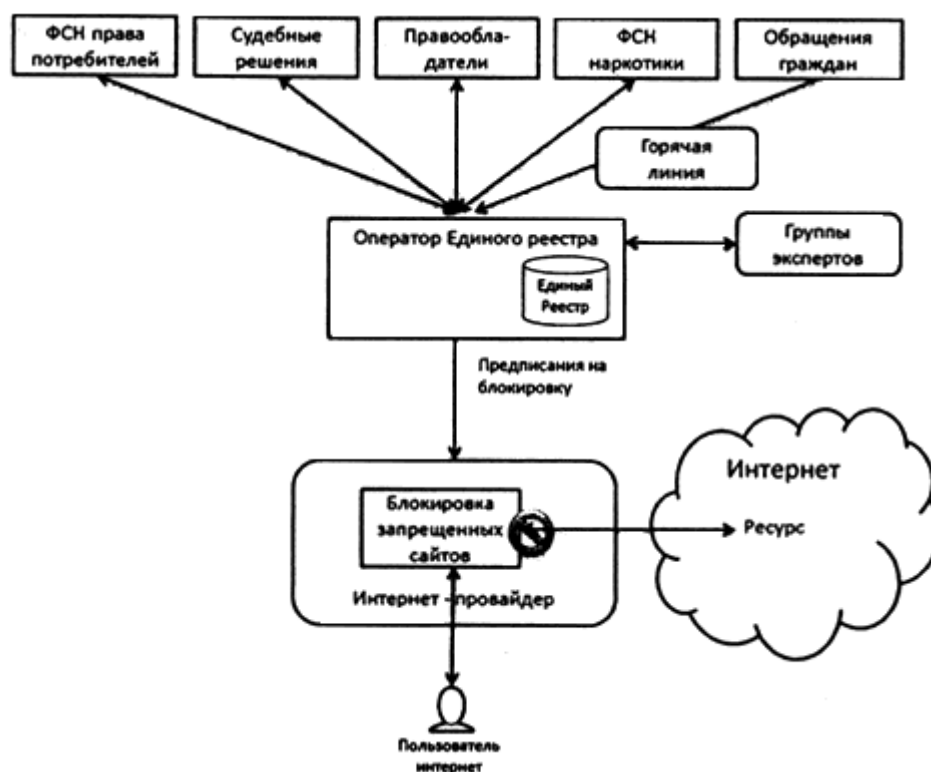 ФСН права
потребителей
Судебные
решения
Правообла-
датели
ФСН
наркотики
Обращения
граждан
Горячая
линия
Оператор Единого реестра
Единый
Реестр
Группы
экспертов
Предписания на
блокировку
Интернет
Ресурс
Блокировка
запрещенных
сайтов
Интернет - провайдер
Пользователь
интернет